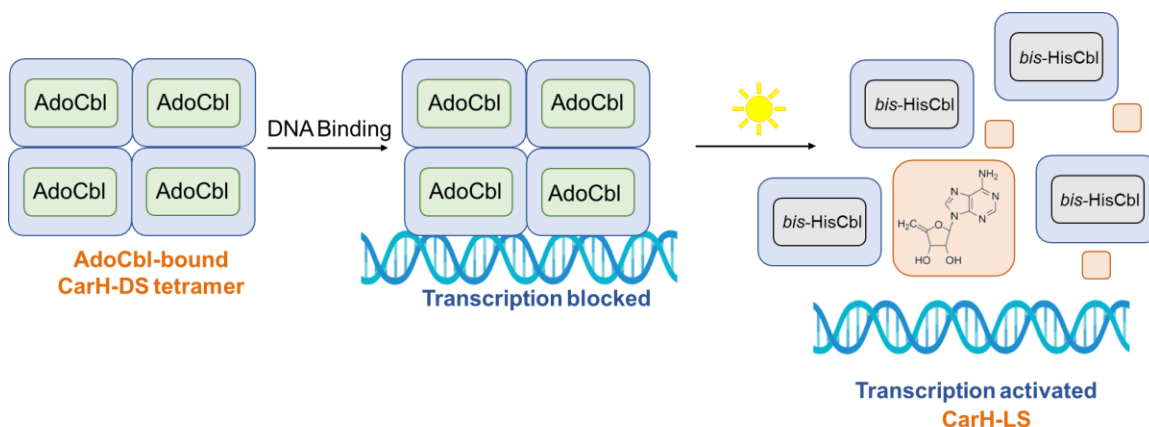 AdoCbl
AdoCbl
AdoCbl
AdoCbl
AdoCbl-bound
CarH-DS tetramer
DNA Binding
AdoCbl
AdoCbl
AdoCbl
AdoCbl
Transcription blocked
bis-HisCbl
bis-HisCbl
bis-HisCbl
bis-HisCbl
NH₂
N
N
N
N
H₂C
O
HO
OH
Transcription activated
CarH-LS